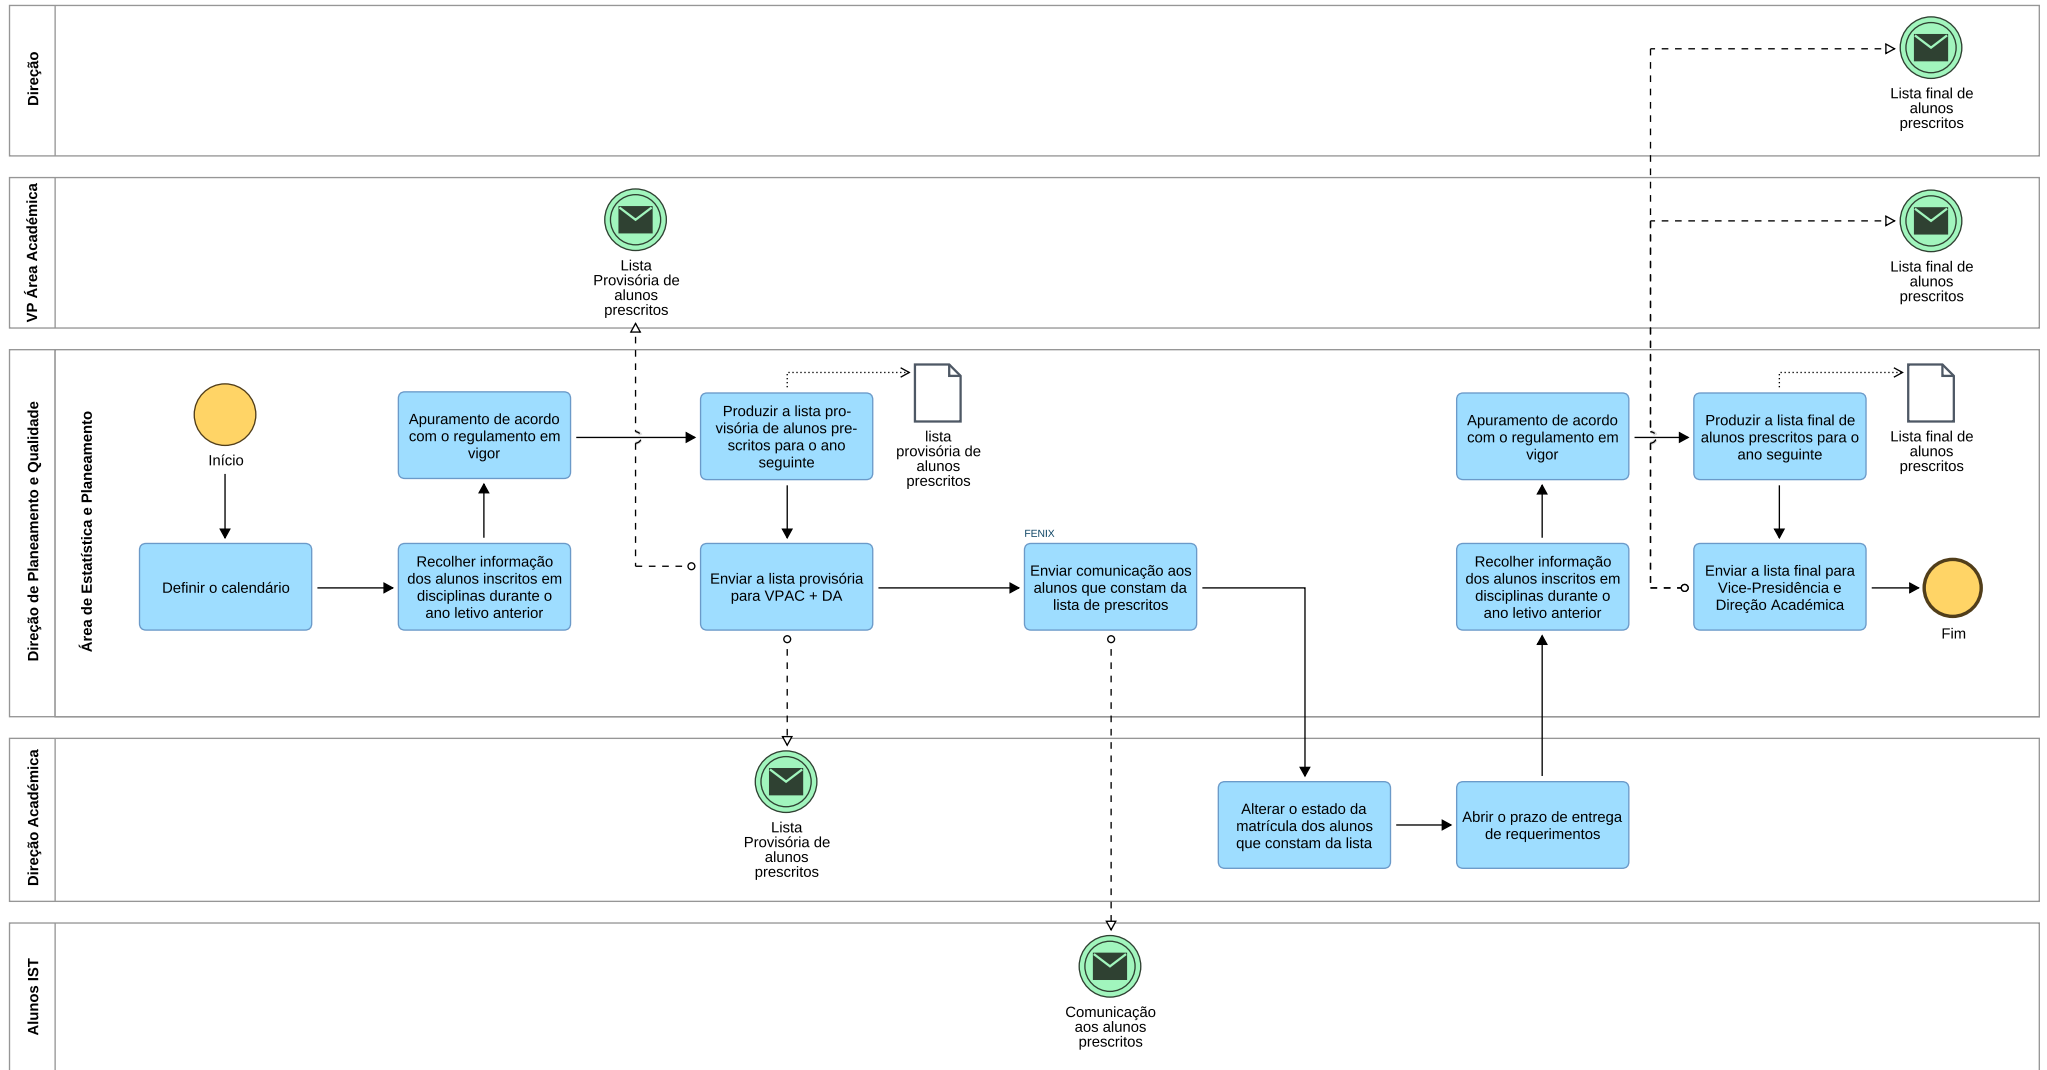 Direção
Lista final de
alunos
prescritos
VP Área Académica
Lista
Provisória de
alunos
prescritos
Lista final de
alunos
prescritos
Direção de Planeamento e Qualidade
Área de Estatística e Planeamento
Início
Definir o calendário
Apuramento de acordo
com o regulamento em
vigor
Recolher informação
dos alunos inscritos em
disciplinas durante o
ano letivo anterior
Produzir a lista pro-
visória de alunos pre-
scritos para o ano
seguinte
lista
provisória de
alunos
prescritos
Enviar a lista provisória
para VPAC + DA
FENIX
Enviar comunicação aos
alunos que constam da
lista de prescritos
Apuramento de acordo
com o regulamento em
vigor
Recolher informação
dos alunos inscritos em
disciplinas durante o
ano letivo anterior
Produzir a lista final de
alunos prescritos para o
ano seguinte
Lista final de
alunos
prescritos
Enviar a lista final para
Vice-Presidência e
Direção Académica
Fim
Direção Académica
Lista
Provisória de
alunos
prescritos
Alterar o estado da
matrícula dos alunos
que constam da lista
Abrir o prazo de entrega
de requerimentos
Alunos IST
Comunicação
aos alunos
prescritos